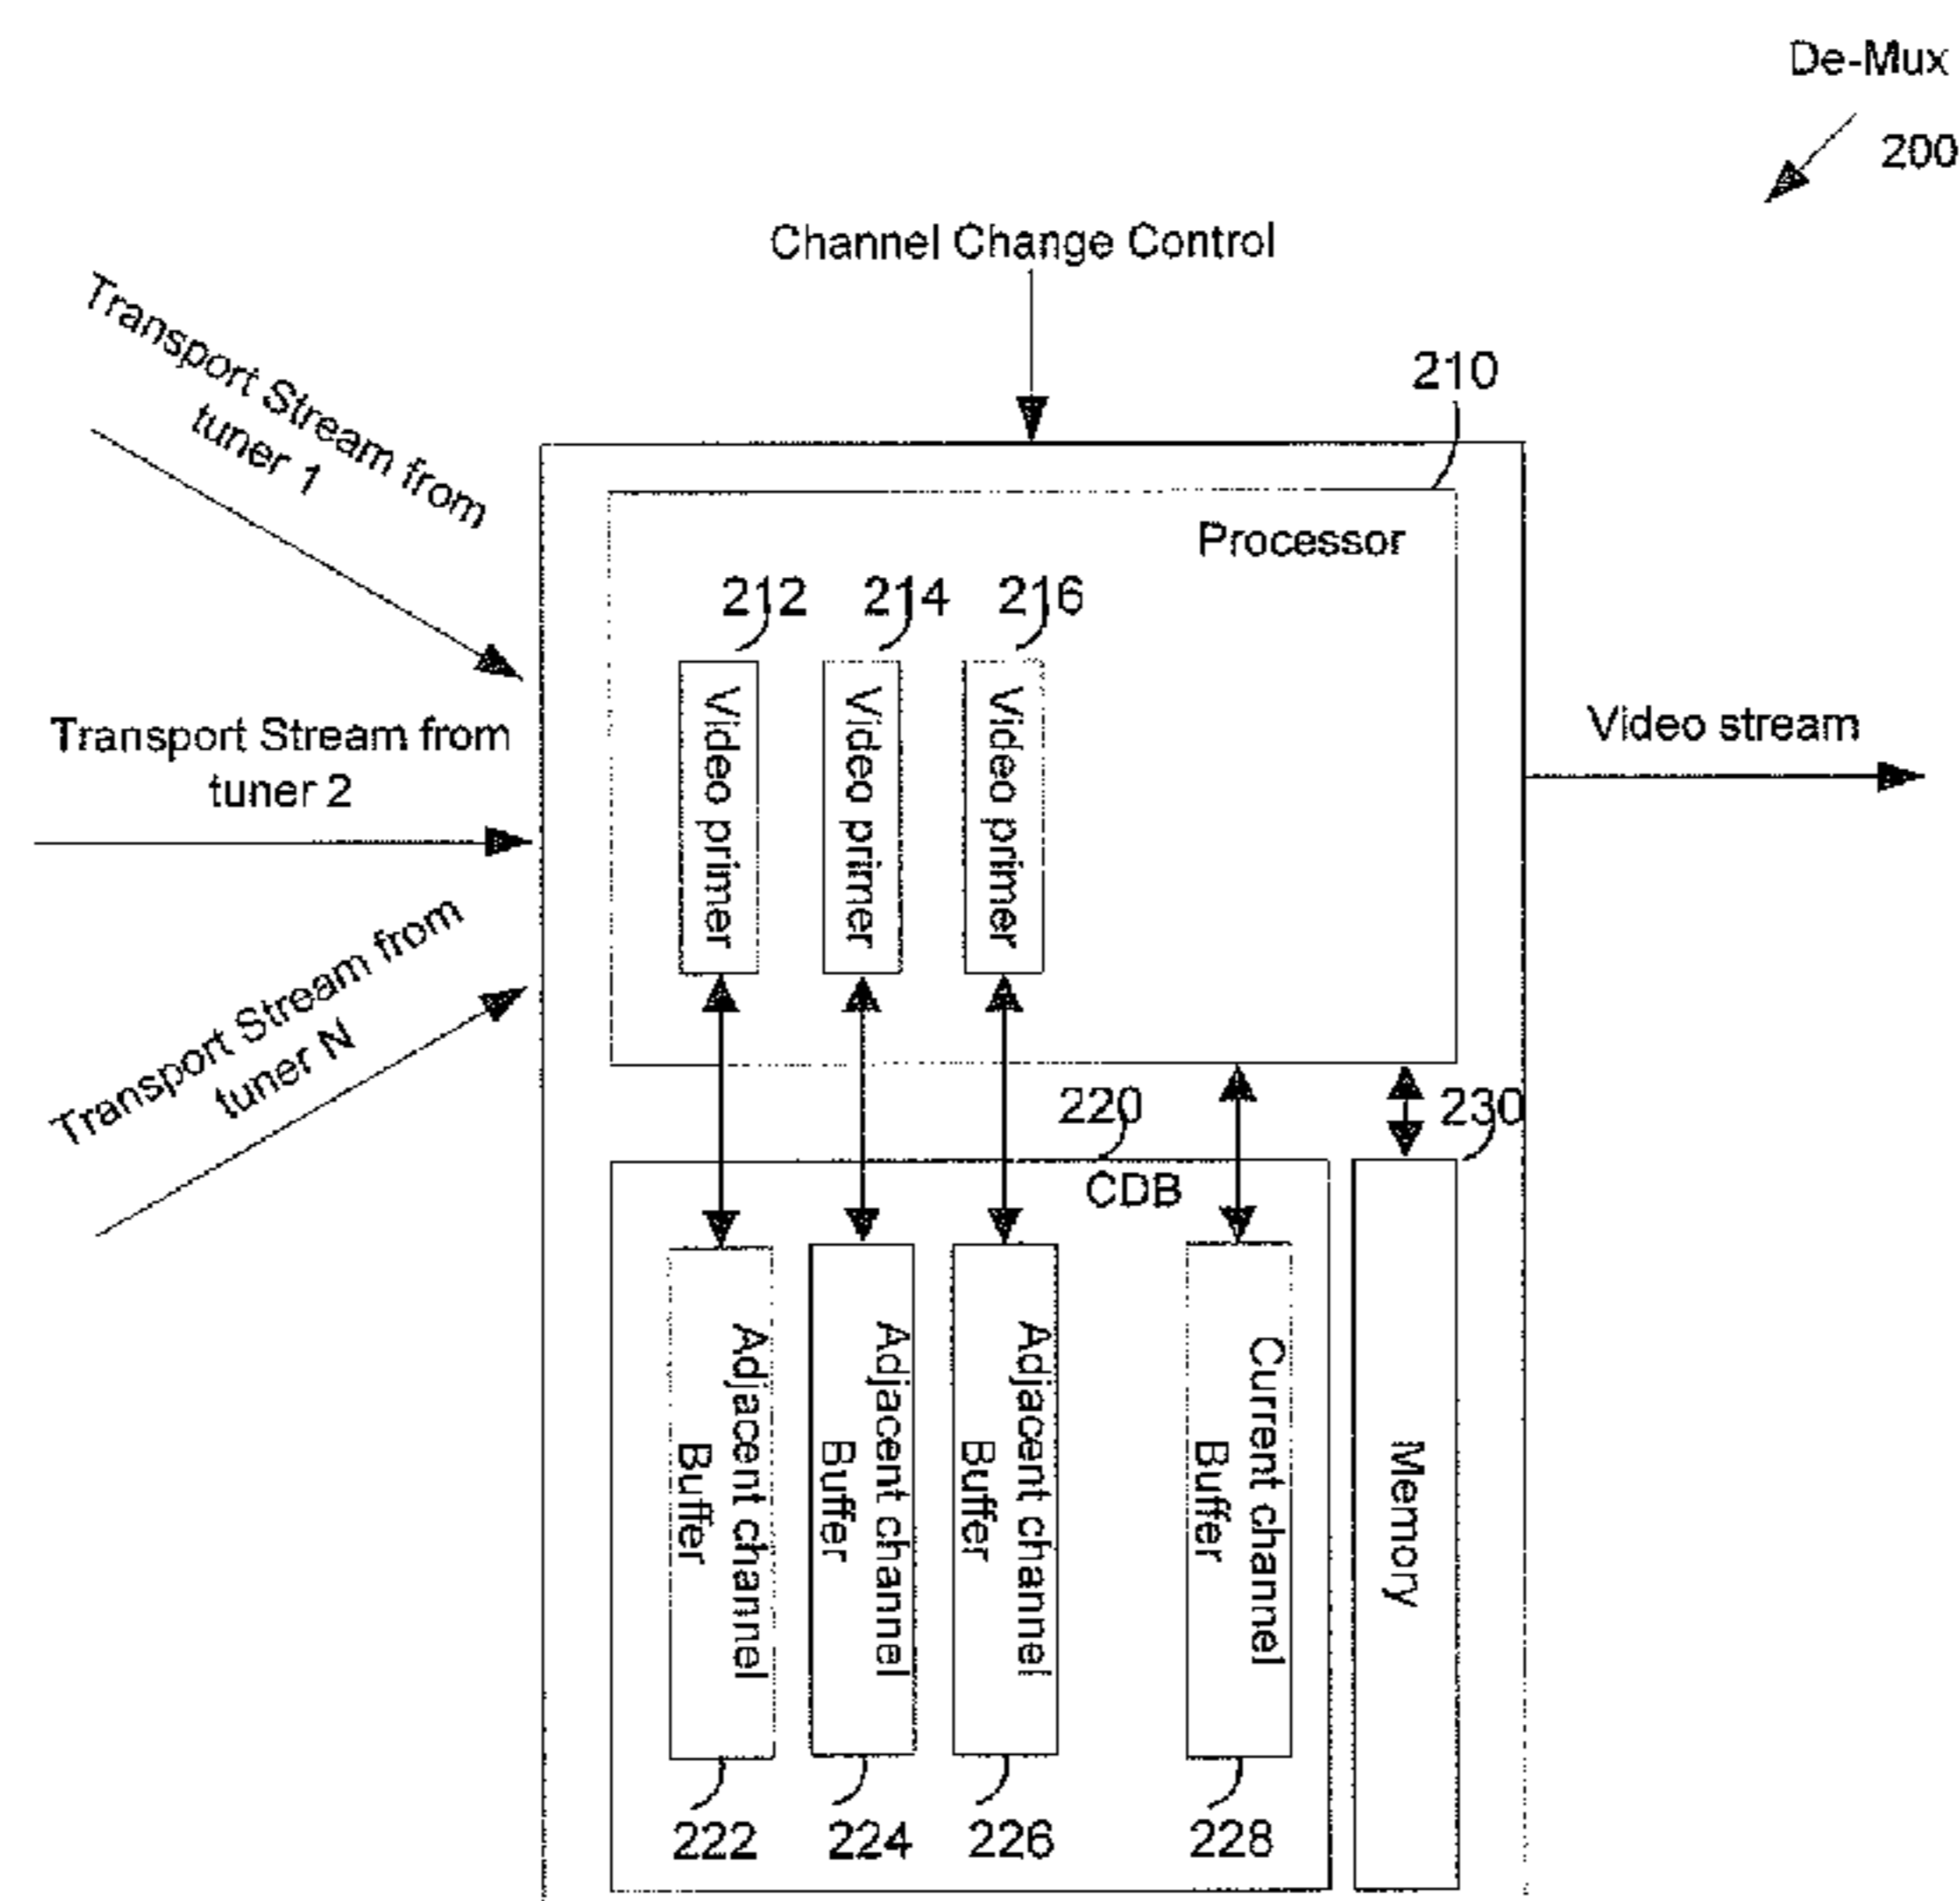 De-Mux
200
Channel Change Control
Transport Stream from
tuner 1
210
Processor
212
214
216
Video primer
Video primer
Video primer
Transport Stream from
tuner 2
Video stream
Transport Stream from
tuner N
220
230
CDB
Adjacent channel
Buffer
Adjacent channel
Buffer
Adjacent channel
Buffer
Current channel
Buffer
Memory
222
224
226
228